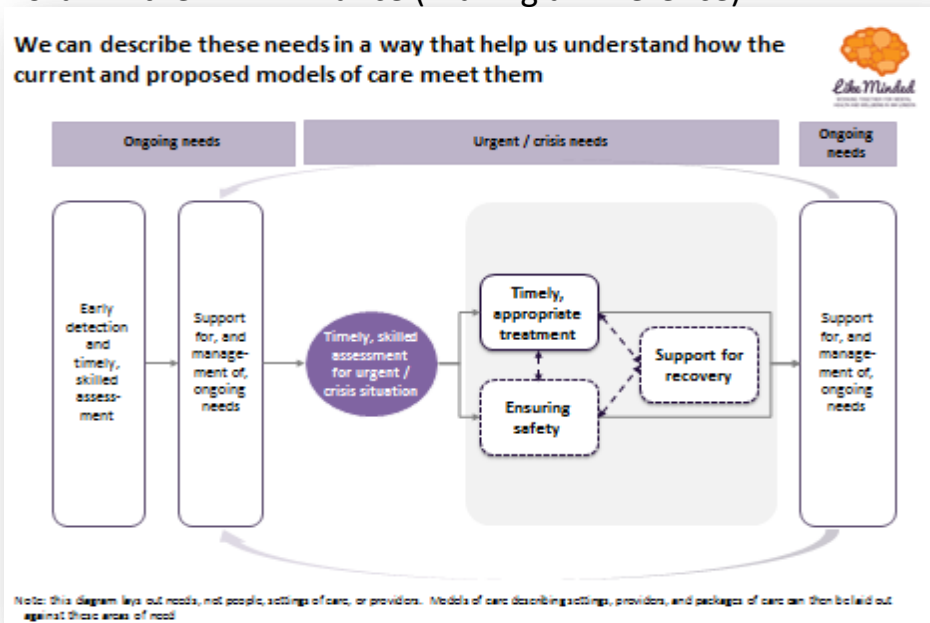 We can describe these needs in a way that help us understand how the
current and proposed models of care meet them
Like Minded
Ongoing needs
Urgent / crisis needs
Ongoing
needs
Early
detection
and
timely,
skilled
assess-
ment
Support
for, and
manage-
ment of,
ongoing
needs
Timely, skilled
assessment
for urgent /
crisis situation
Timely,
appropriate
treatment
Ensuring
safety
Support for
recovery
Support
for, and
manage-
ment of,
ongoing
needs
Note: this diagram lays out needs, not people, settings of care, or providers. Models of care describing settings, providers, and packages of care can then be laid out
against these areas of need